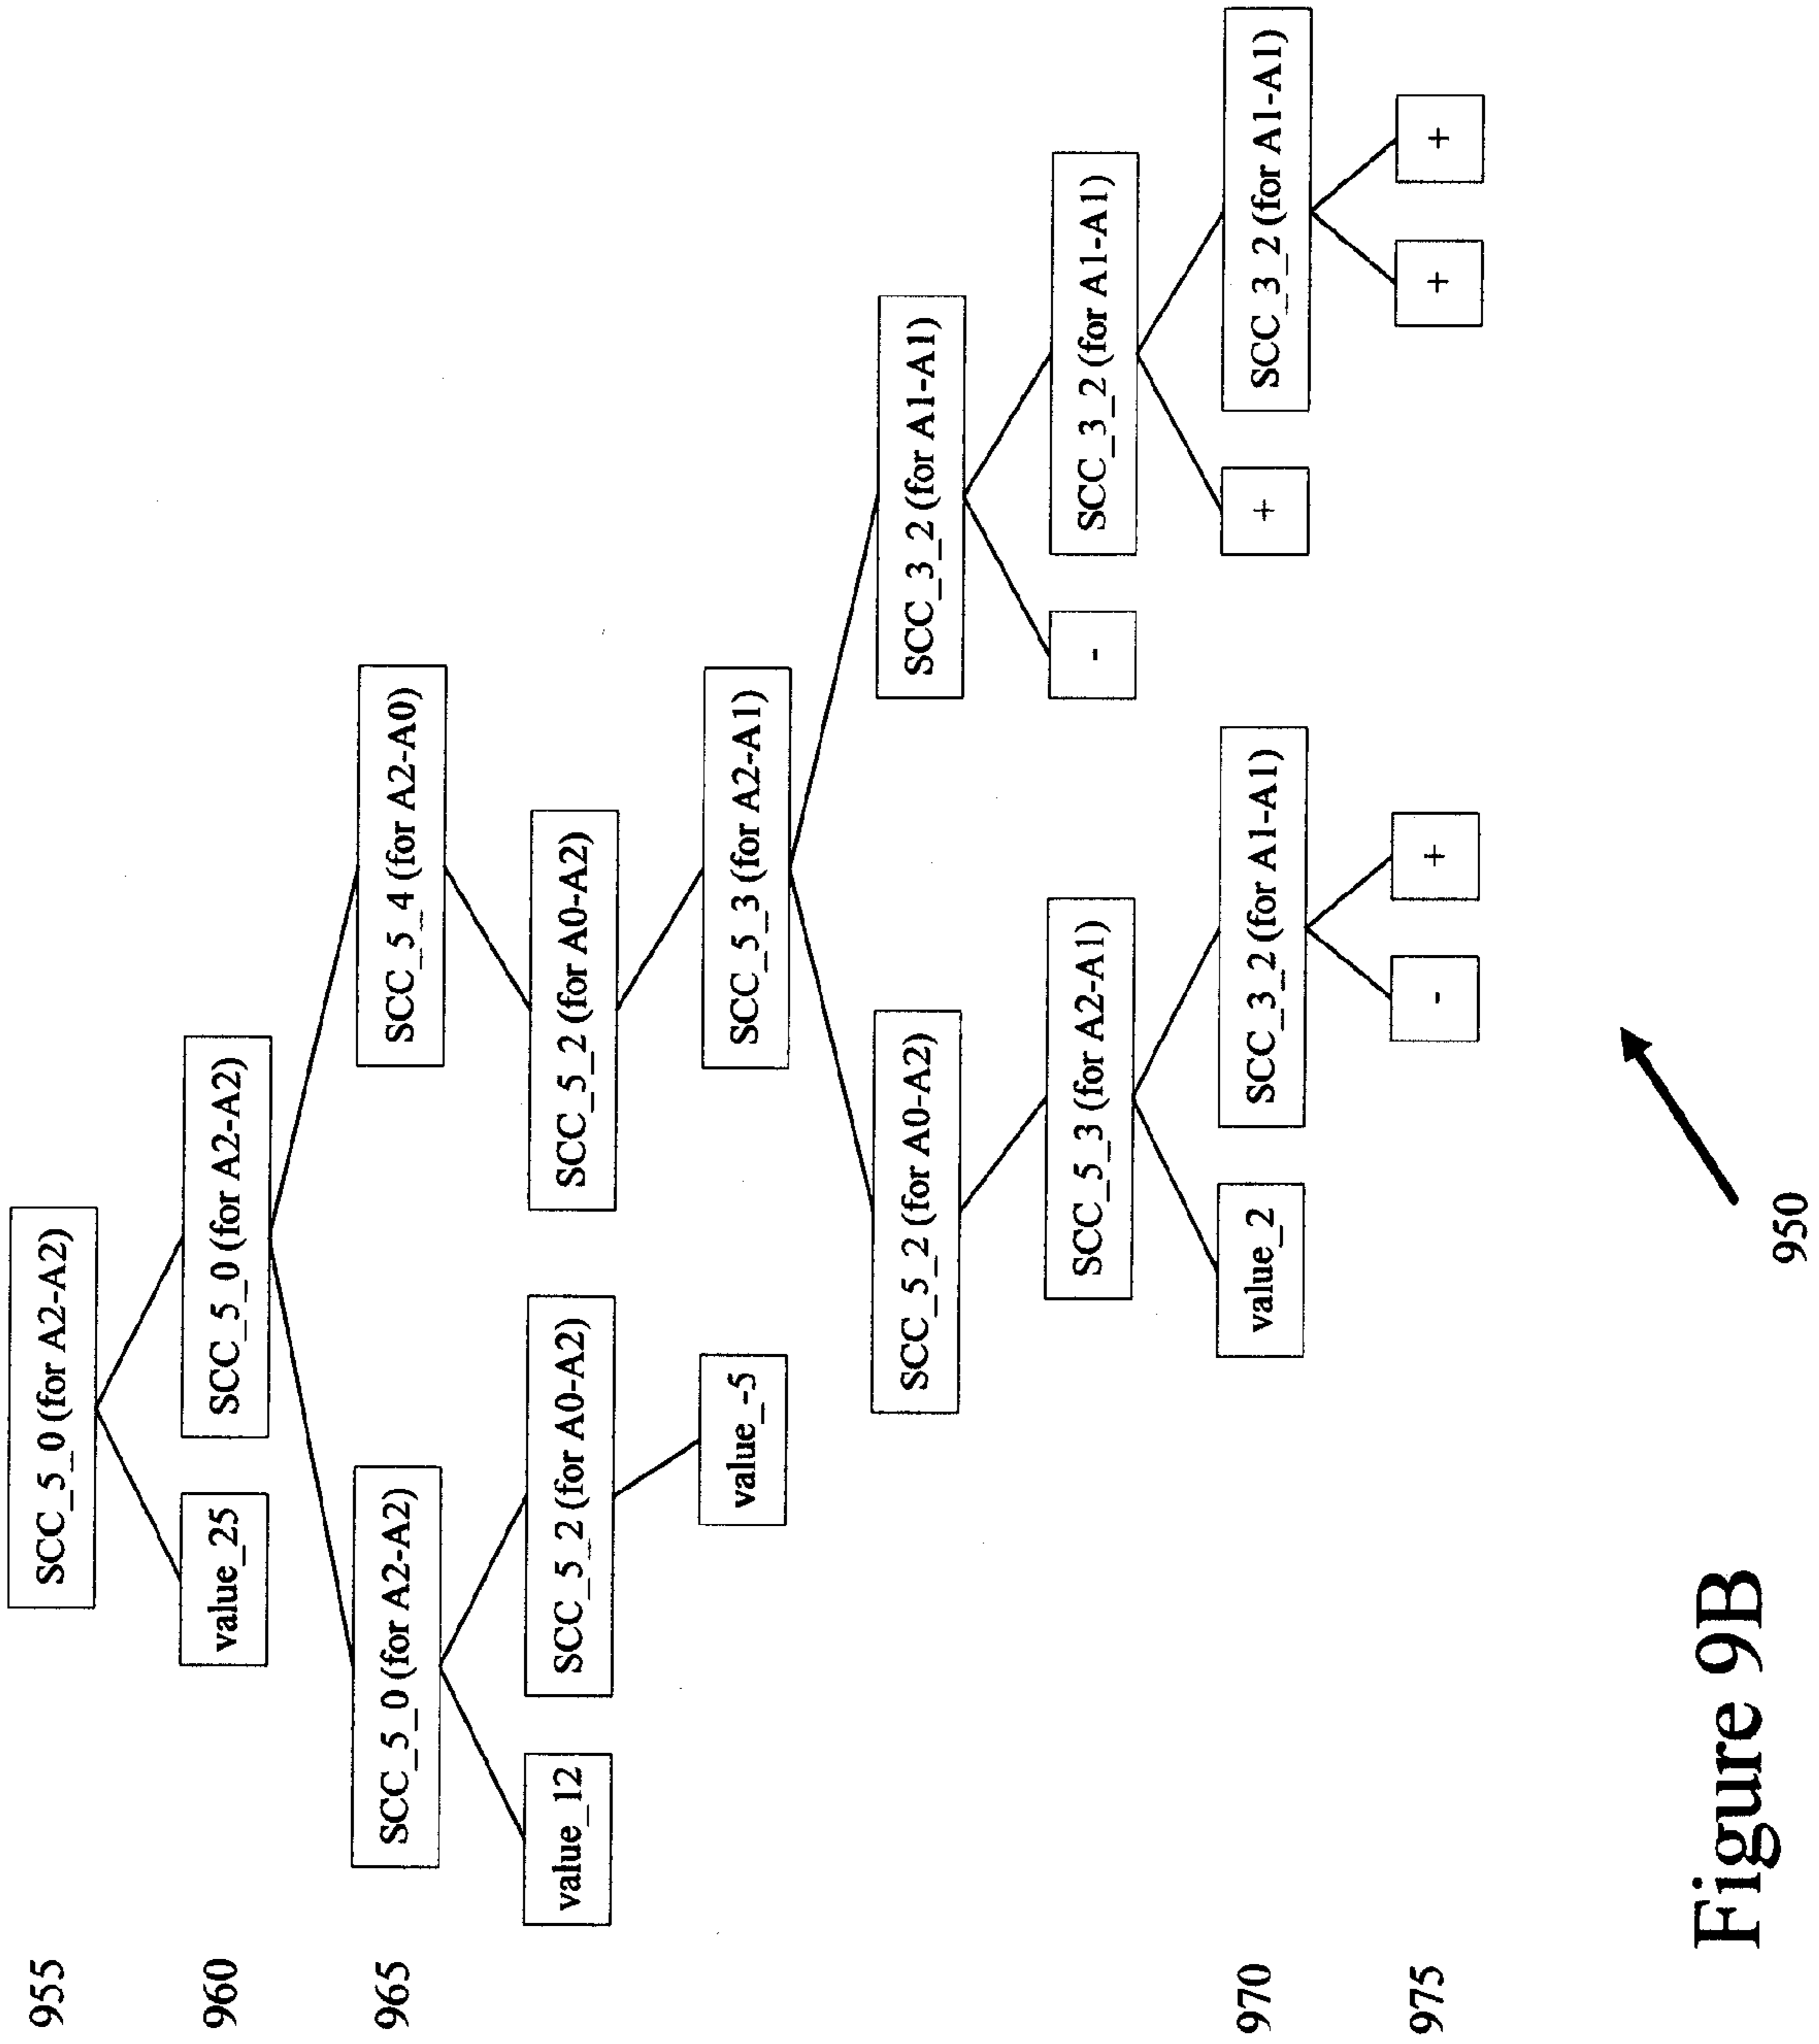 955
SCC_5_0 (for A2-A2)
960
value_25
SCC_5_0 (for A2-A2)
965
SCC_5_0 (for A2-A2)
SCC_5_4 (for A2-A0)
value_12
SCC_5_2 (for A0-A2)
SCC_5_2 (for A0-A2)
value_-5
SCC_5_3 (for A2-A1)
SCC_5_2 (for A0-A2)
SCC_3_2 (for A1-A1)
SCC_5_3 (for A2-A1)
-
SCC_3_2 (for A1-A1)
970
value_2
SCC_3_2 (for A1-A1)
+
SCC_3_2 (for A1-A1)
975
-
+
+
+
Figure 9B
950